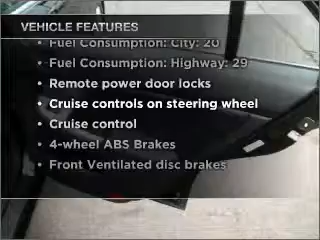 VEHICLE FEATURES
• Fuel Consumption: City: 20
• Fuel Consumption: Highway: 29
• Remote power door locks
• Cruise controls on steering wheel
• Cruise control
• 4-wheel ABS Brakes
• Front Ventilated disc brakes